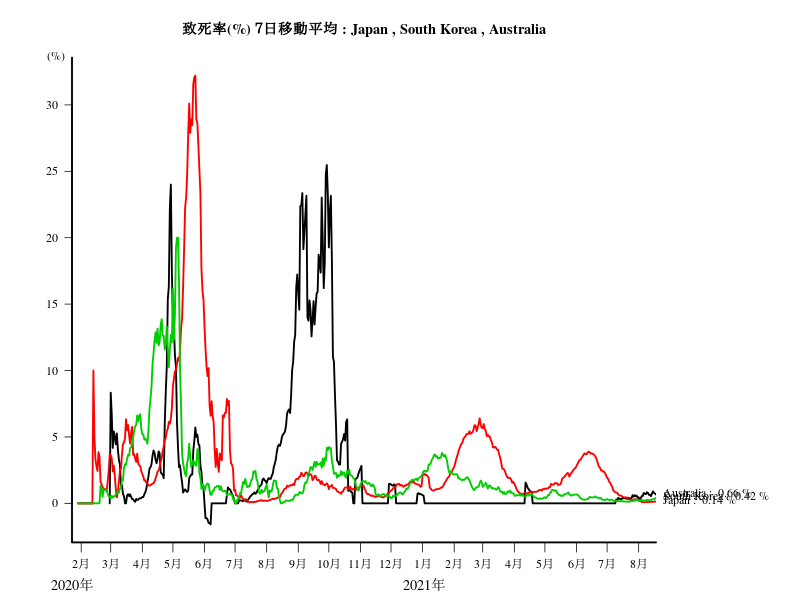 致死率(%) 7日移動平均 : Japan , South Korea , Australia
(%)
30
25
20
15
10
5
0
Australia : 0.66 %
South Korea : 0.42 %
Japan : 0.14 %
2月 3月 4月 5月 6月 7月 8月 9月 10月 11月 12月 1月 2月 3月 4月 5月 6月 7月 8月
2020年 2021年